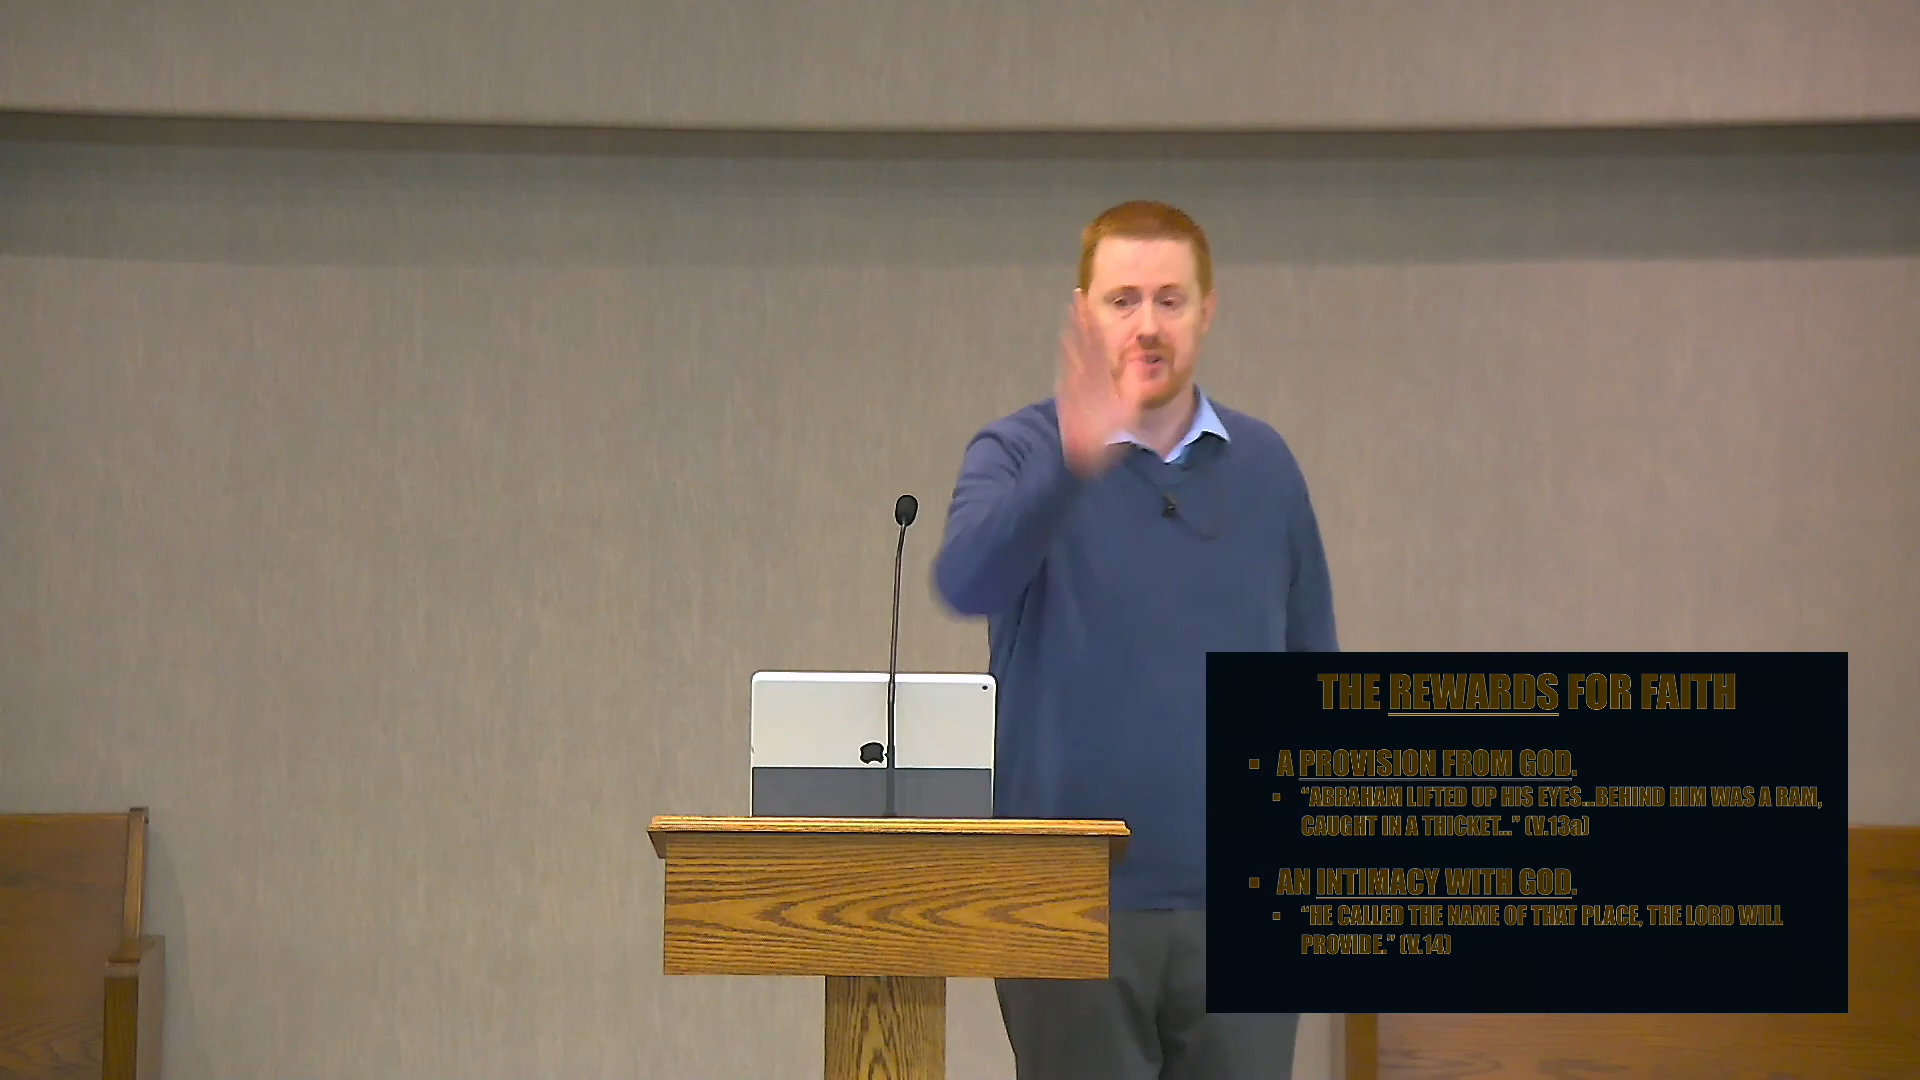 THE REWARDS FOR FAITH
▪ A PROVISION FROM GOD.
▪ “ABRAHAM LIFTED UP HIS EYES...BEHIND HIM WAS A RAM,
CAUGHT IN A THICKET...” (V.13a)
▪ AN INTIMACY WITH GOD.
▪ “HE CALLED THE NAME OF THAT PLACE, THE LORD WILL
PROVIDE.” (V.14)